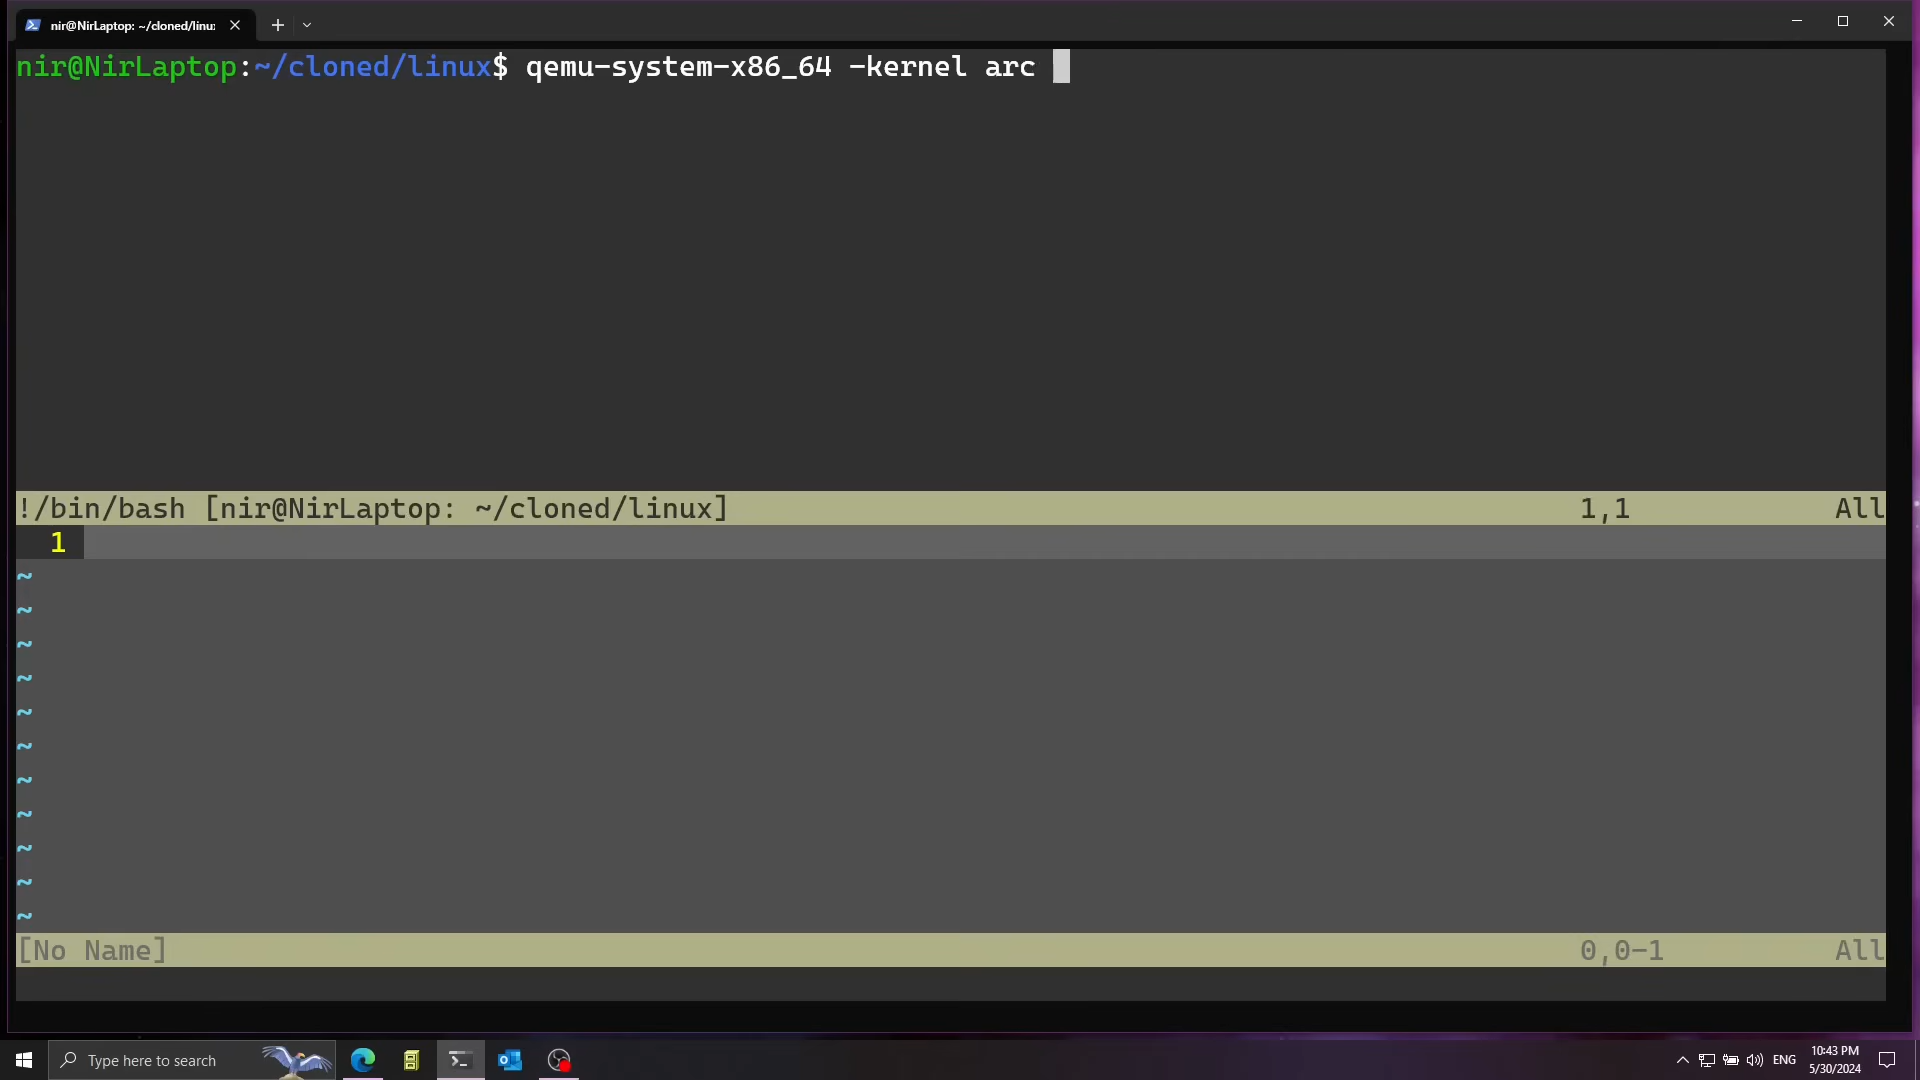 nir@NirLaptop: ~/cloned/linux
nir@NirLaptop:~/cloned/linux$ qemu-system-x86_64 -kernel arc
!/bin/bash [nir@NirLaptop: ~/cloned/linux] 1,1 All
1
~
~
~
~
~
~
~
~
~
~
~
[No Name] 0,0-1 All
Type here to search
ENG
10:43 PM
5/30/2024